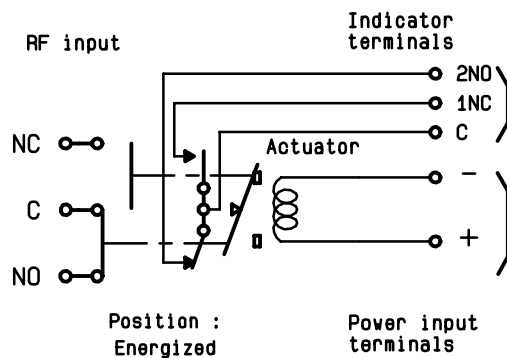 RF input
Indicator
terminals
2NO
1NC
C
Actuator
NC
C
NO
-
+
Position :
Energized
Power input
terminals